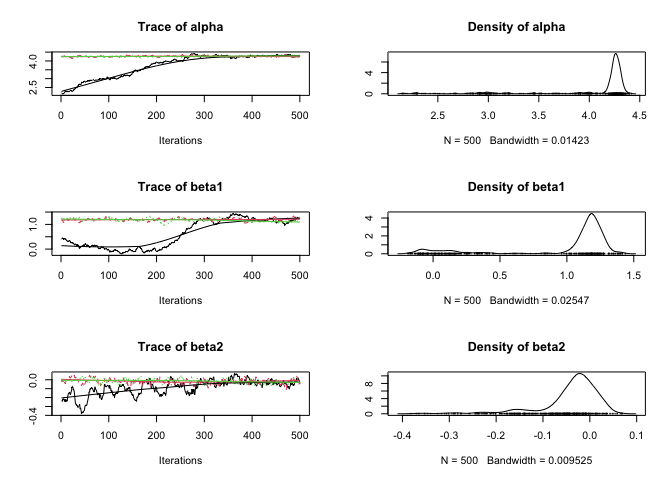 Trace of alpha
2.5 4.0
0 100 200 300 400 500
Iterations
Density of alpha
0 4
2.5 3.0 3.5 4.0 4.5
N = 500 Bandwidth = 0.01423
Trace of beta1
0.0 1.0
0 100 200 300 400 500
Iterations
Density of beta1
0 2 4
0.0 0.5 1.0 1.5
N = 500 Bandwidth = 0.02547
Trace of beta2
-0.4 0.0
0 100 200 300 400 500
Iterations
Density of beta2
0 4 8
-0.4 -0.3 -0.2 -0.1 0.0 0.1
N = 500 Bandwidth = 0.009525